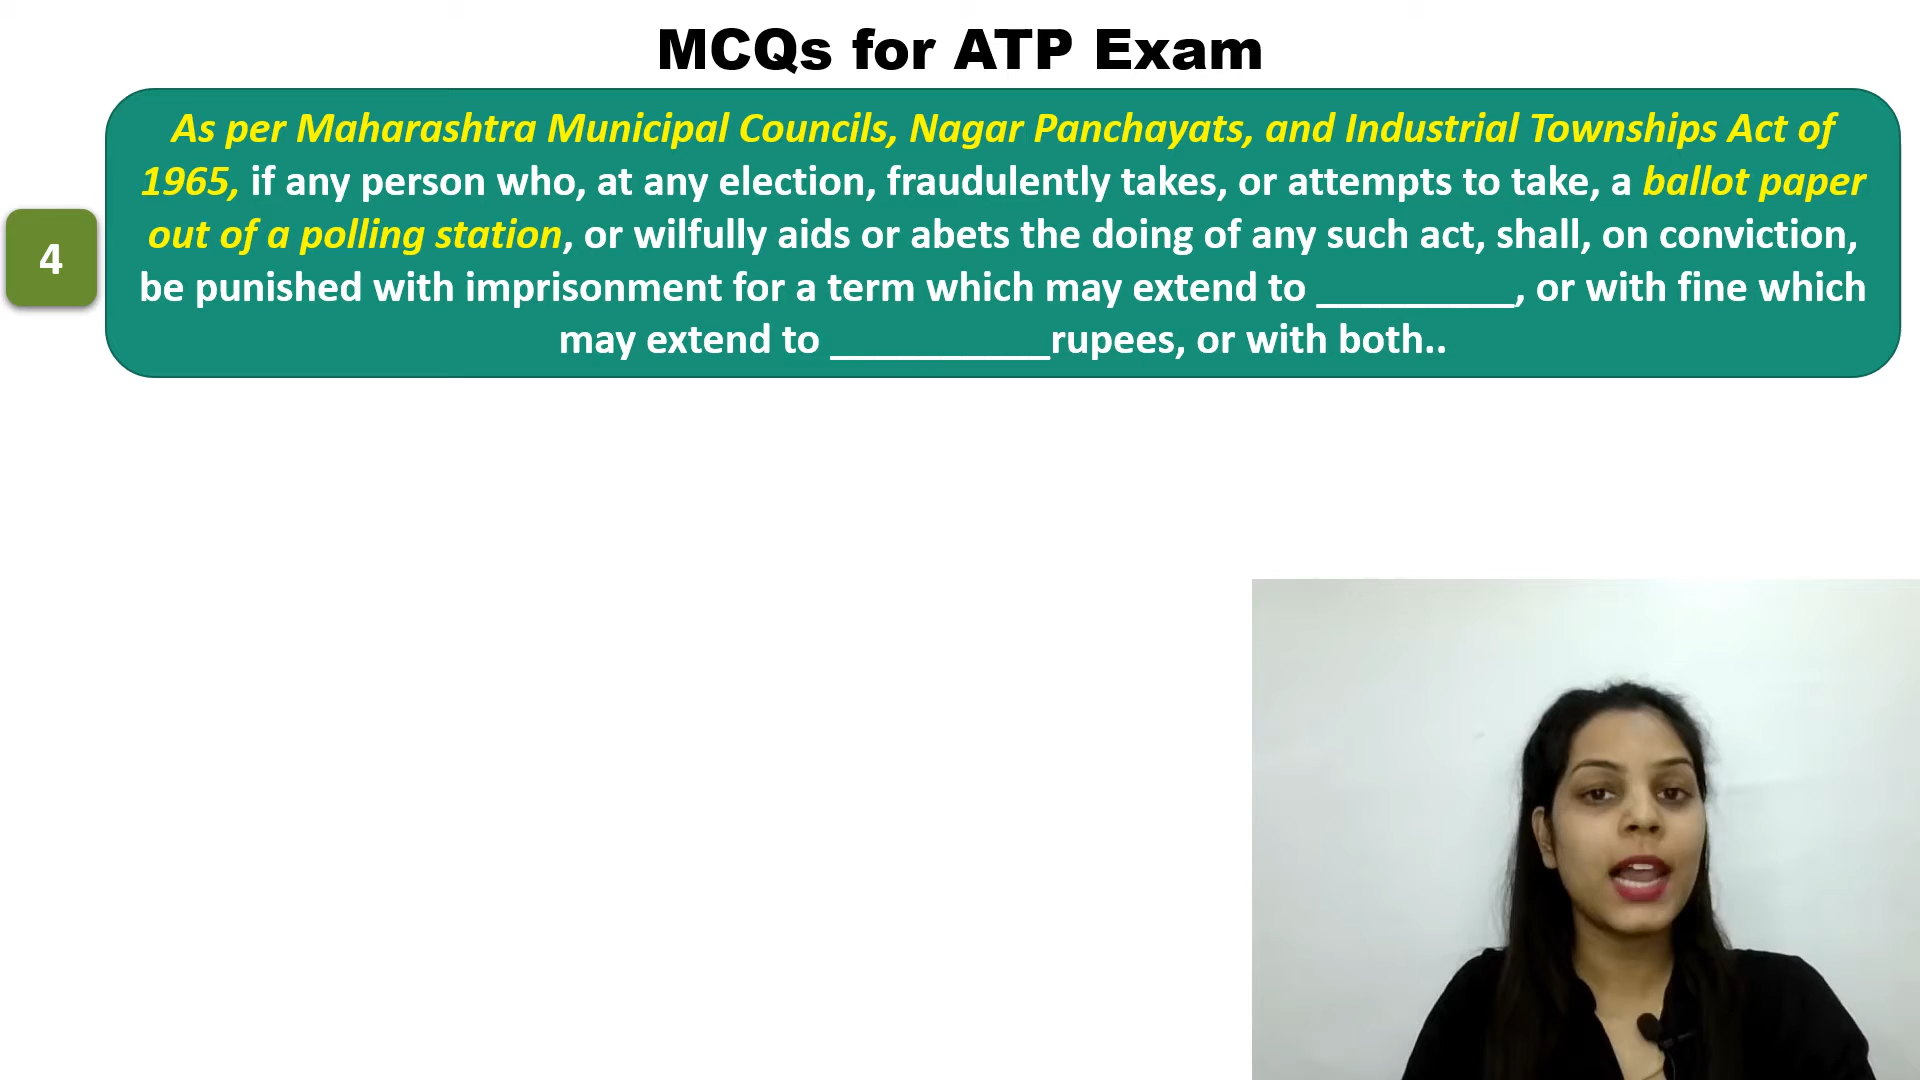 MCQs for ATP Exam
As per Maharashtra Municipal Councils, Nagar Panchayats, and Industrial Townships Act of
1965, if any person who, at any election, fraudulently takes, or attempts to take, a ballot paper
out of a polling station, or wilfully aids or abets the doing of any such act, shall, on conviction,
4
be punished with imprisonment for a term which may extend to _________, or with fine which
may extend to __________rupees, or with both..